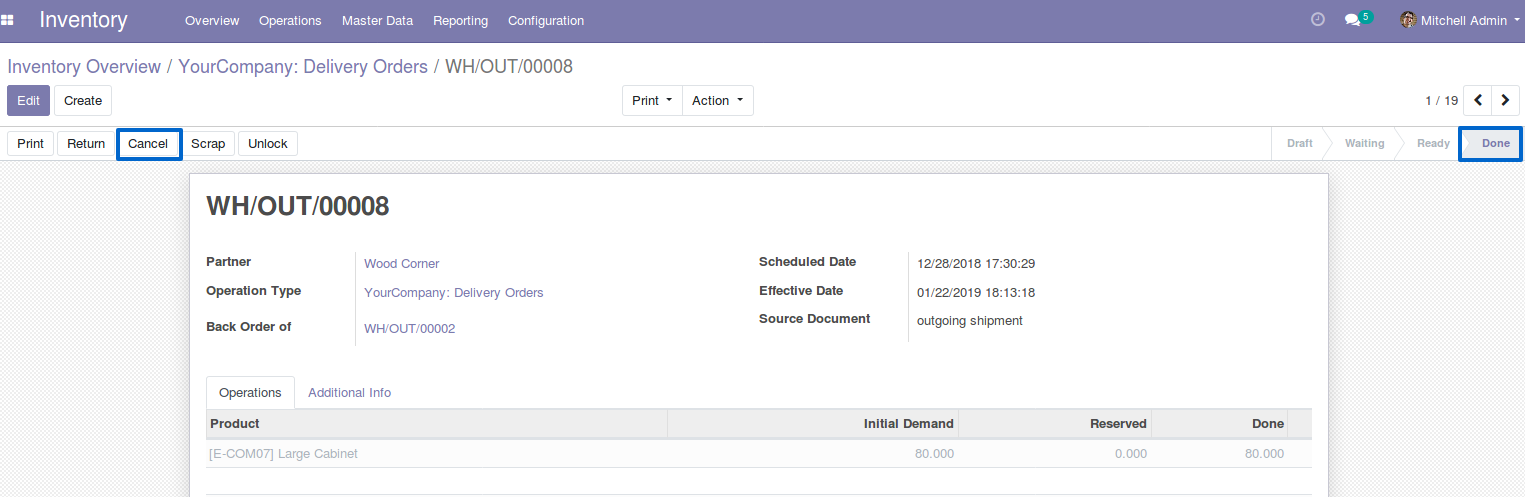 Inventory Overview Operations Master Data Reporting Configuration 5 Mitchell Admin
Inventory Overview / YourCompany: Delivery Orders / WH/OUT/00008
Edit Create Print Action 1 / 19
Print Return Cancel Scrap Unlock Draft Waiting Ready Done
WH/OUT/00008
Partner Wood Corner Scheduled Date 12/28/2018 17:30:29
Operation Type YourCompany: Delivery Orders Effective Date 01/22/2019 18:13:18
Back Order of WH/OUT/00002 Source Document outgoing shipment
Operations Additional Info
Product Initial Demand Reserved Done
[E-COM07] Large Cabinet 80.000 0.000 80.000